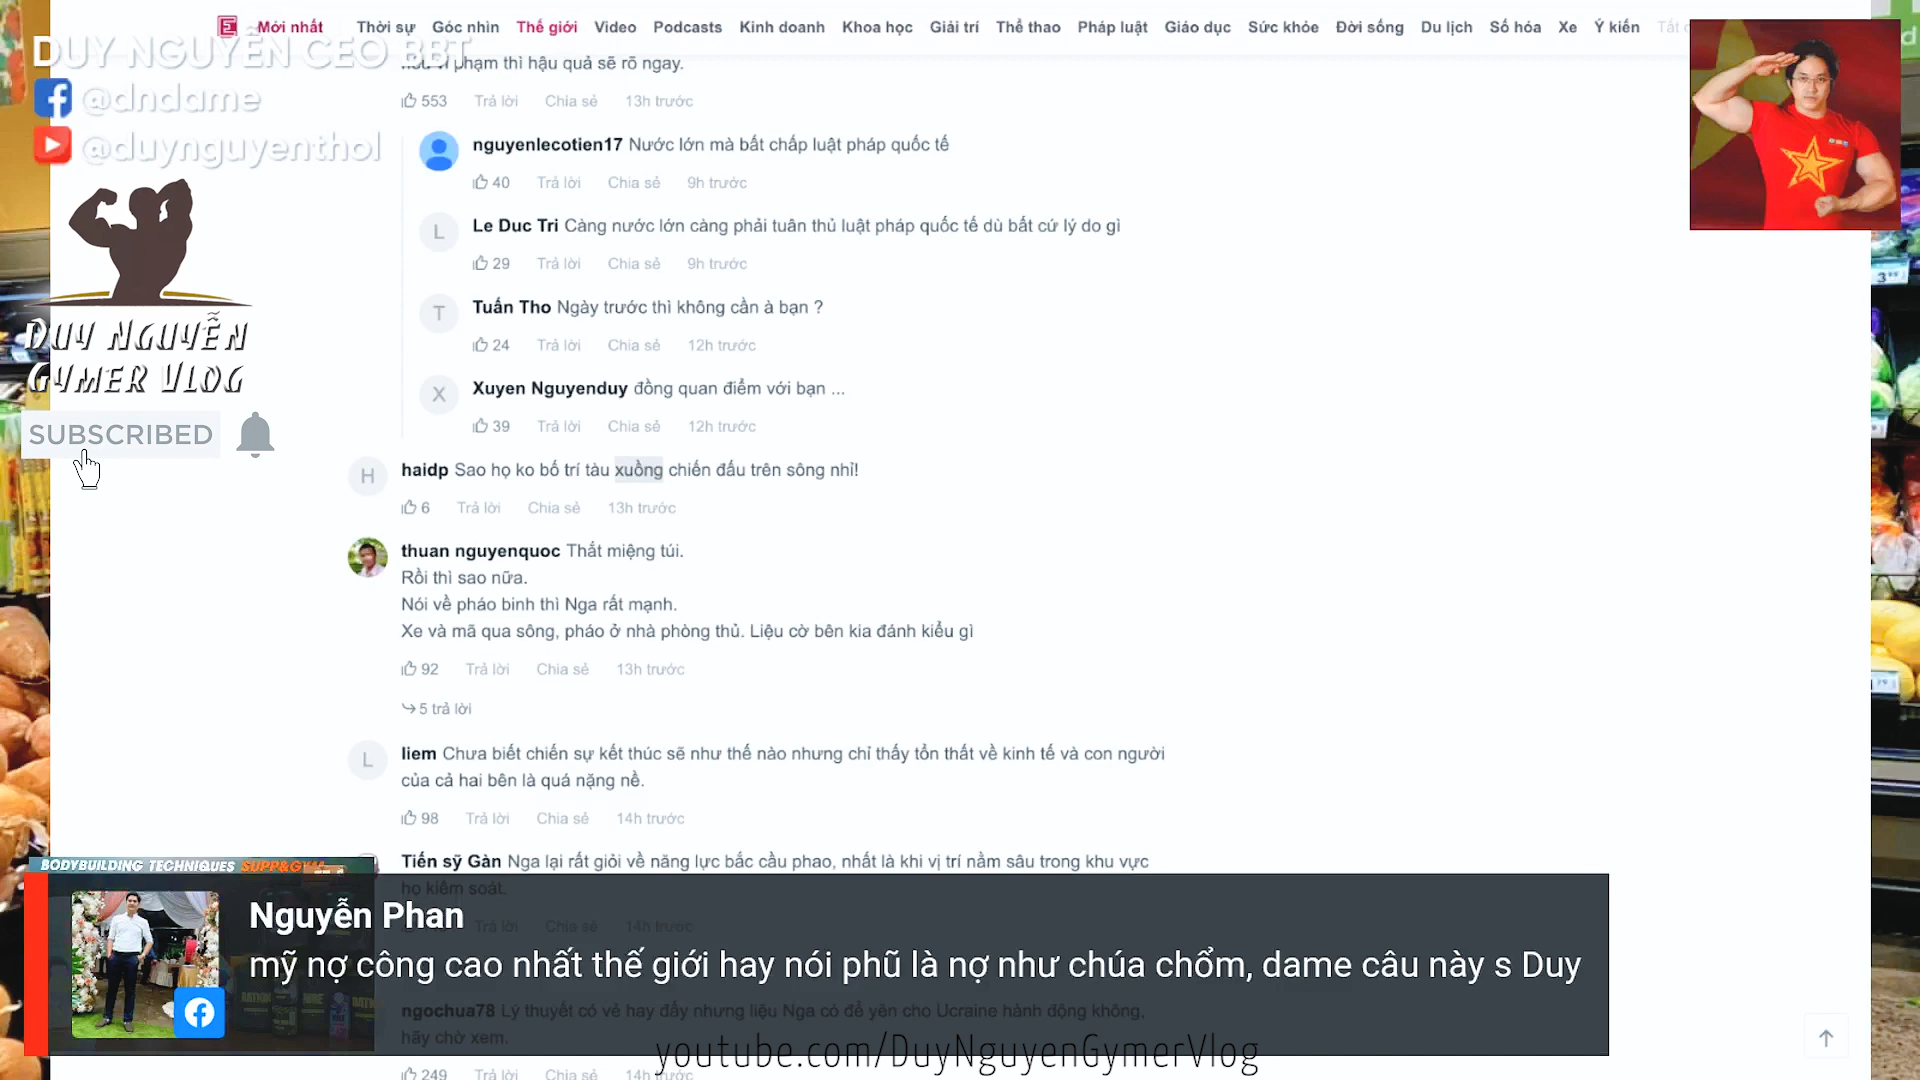 Mới nhất Thời sự Góc nhìn Thế giới Video Podcasts Kinh doanh Khoa học Giải trí Thể thao Pháp luật Giáo dục Sức khỏe Đời sống Du lịch Số hóa Xe Ý kiến
DUY NGUYỄN CEO BBT
phạm thì hậu quả sẽ rõ ngay.
@dndame
553 Trả lời Chia sẻ 13h trước
@duynguyenthol
nguyenlecotien17 Nước lớn mà bất chấp luật pháp quốc tế
40 Trả lời Chia sẻ 9h trước
L Le Duc Tri Càng nước lớn càng phải tuân thủ luật pháp quốc tế dù bất cứ lý do gì
29 Trả lời Chia sẻ 9h trước
T Tuấn Tho Ngày trước thì không cần à bạn ?
24 Trả lời Chia sẻ 12h trước
X Xuyen Nguyenduy đồng quan điểm với bạn ...
39 Trả lời Chia sẻ 12h trước
DUY NGUYỄN
GYMER VLOG
SUBSCRIBED
H haidp Sao họ ko bố trí tàu xuồng chiến đấu trên sông nhỉ!
6 Trả lời Chia sẻ 13h trước
thuan nguyenquoc Thắt miệng túi.
Rồi thì sao nữa.
Nói về pháo binh thì Nga rất mạnh.
Xe và mã qua sông, pháo ở nhà phòng thủ. Liệu cờ bên kia đánh kiểu gì
92 Trả lời Chia sẻ 13h trước
5 trả lời
L liem Chưa biết chiến sự kết thúc sẽ như thế nào nhưng chỉ thấy tổn thất về kinh tế và con người
của cả hai bên là quá nặng nề.
98 Trả lời Chia sẻ 14h trước
Tiến sỹ Gàn Nga lại rất giỏi về năng lực bắc cầu phao, nhất là khi vị trí nằm sâu trong khu vực
họ kiểm soát.
Trả lời Chia sẻ 14h trước
BODYBUILDING TECHNIQUES SUPP&GYM
Nguyễn Phan
mỹ nợ công cao nhất thế giới hay nói phũ là nợ như chúa chổm, dame câu này s Duy
ngochua78 Lý thuyết có vẻ hay đấy nhưng liệu Nga có để yên cho Ucraine hành động không,
hãy chờ xem.
youtube.com/DuyNguyenGymerVlog
249 Trả lời Chia sẻ 14h trước